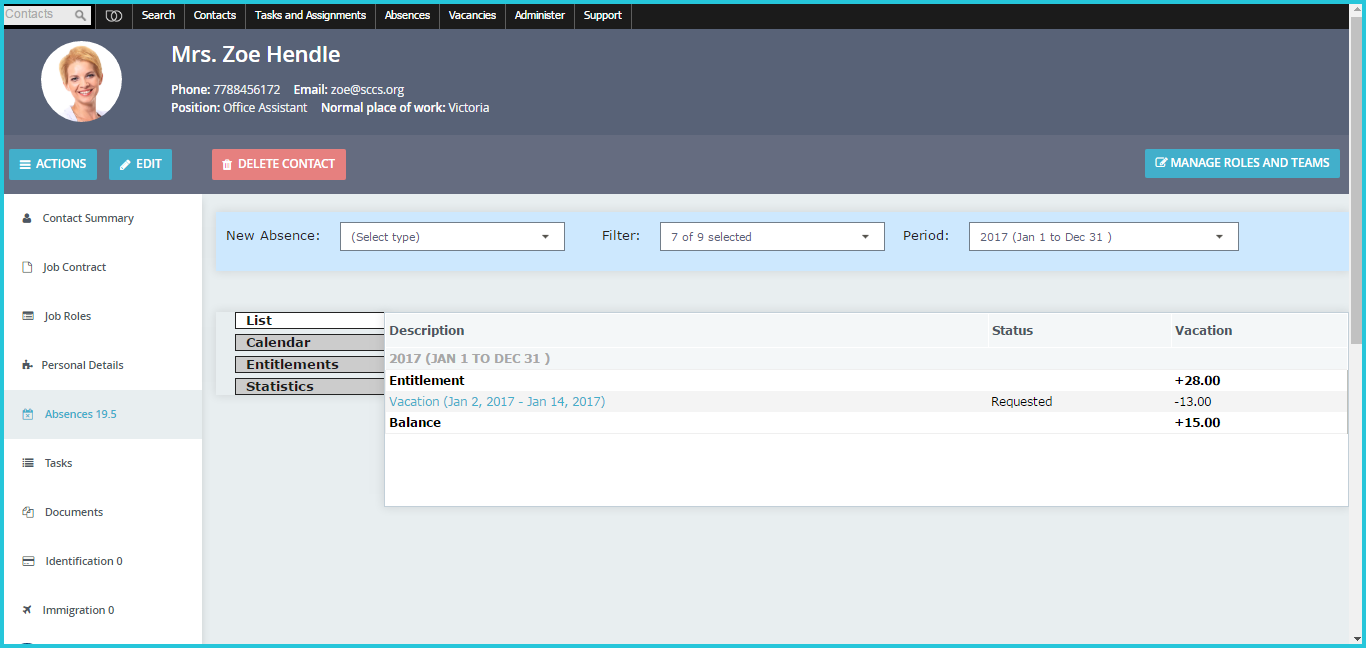 Contacts Search Contacts Tasks and Assignments Absences Vacancies Administer Support
Mrs. Zoe Hendle
Phone: 7788456172 Email: zoe@sccs.org
Position: Office Assistant Normal place of work: Victoria
ACTIONS EDIT DELETE CONTACT MANAGE ROLES AND TEAMS
Contact Summary
Job Contract
Job Roles
Personal Details
Absences 19.5
Tasks
Documents
Identification 0
Immigration 0
New Absence: (Select type) Filter: 7 of 9 selected Period: 2017 (Jan 1 to Dec 31 )
List
Calendar
Entitlements
Statistics
Description Status Vacation
2017 (JAN 1 TO DEC 31 )
Entitlement +28.00
Vacation (Jan 2, 2017 - Jan 14, 2017) Requested -13.00
Balance +15.00